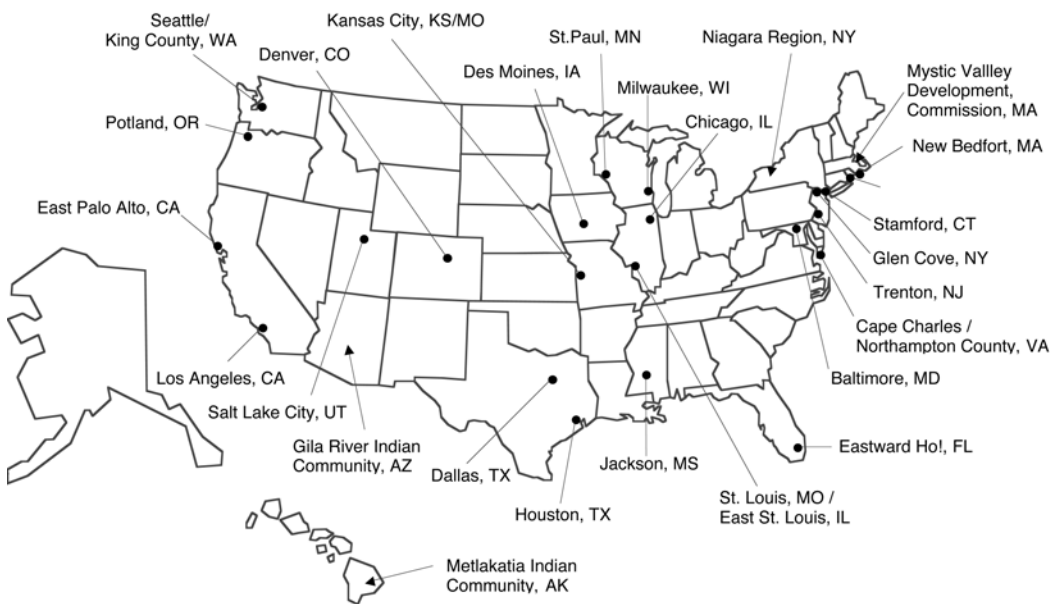 Seattle/
King County, WA
Kansas City, KS/MO
Denver, CO
St.Paul, MN
Niagara Region, NY
Des Moines, IA
Milwaukee, WI
Mystic Vallley
Development,
Commission, MA
Potland, OR
Chicago, IL
New Bedfort, MA
East Palo Alto, CA
Stamford, CT
Glen Cove, NY
Trenton, NJ
Cape Charles /
Northampton County, VA
Los Angeles, CA
Baltimore, MD
Salt Lake City, UT
Gila River Indian
Community, AZ
Dallas, TX
Jackson, MS
Eastward Ho!, FL
Houston, TX
St. Louis, MO /
East St. Louis, IL
Metlakatia Indian
Community, AK